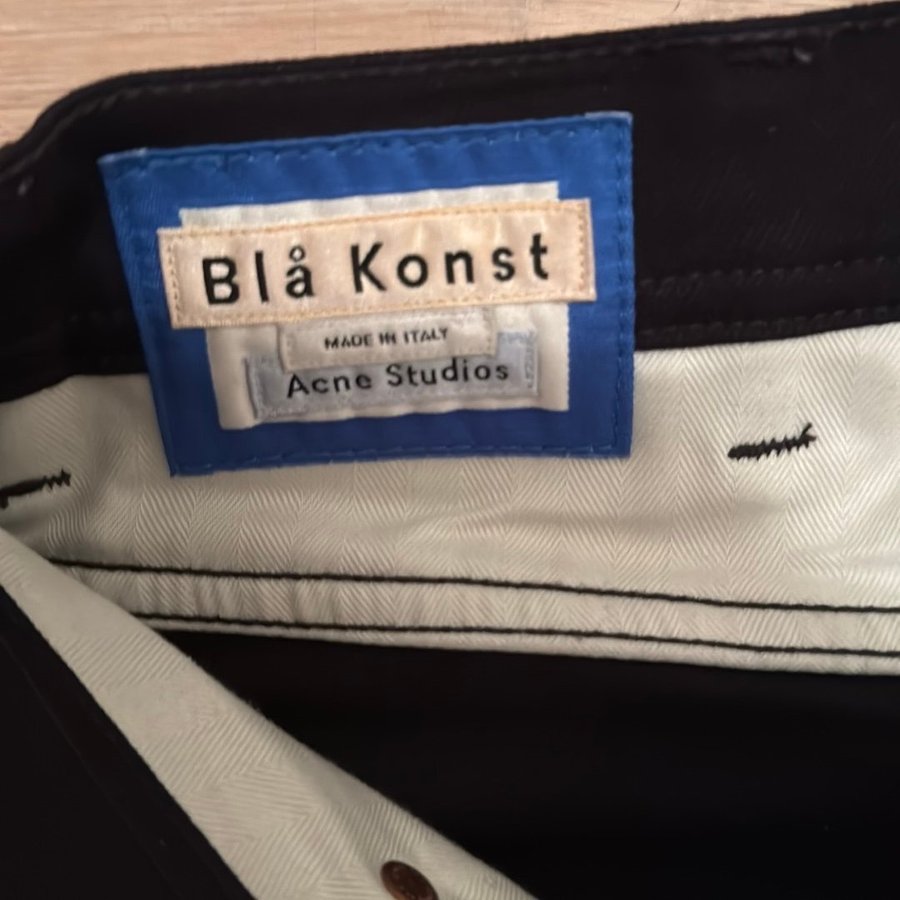 Blå Konst
MADE IN ITALY
Acne Studios